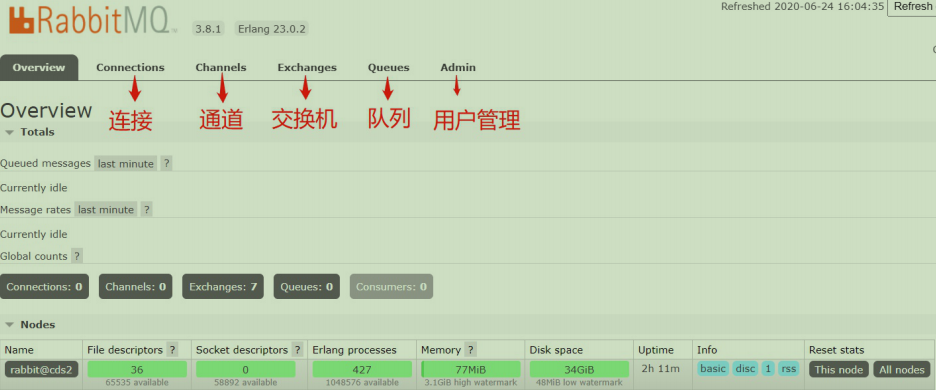 Refreshed 2020-06-24 16:04:35 Refresh
RabbitMQ 3.8.1 Erlang 23.0.2
Overview Connections Channels Exchanges Queues Admin
连接 通道 交换机 队列 用户管理
Overview
Totals
Queued messages last minute ?
Currently idle
Message rates last minute ?
Currently idle
Global counts ?
Connections: 0 Channels: 0 Exchanges: 7 Queues: 0 Consumers: 0
Nodes
Name File descriptors ? Socket descriptors ? Erlang processes Memory ? Disk space Uptime Info Reset stats
rabbit@cds2 36 0 427 77MiB 34GiB 2h 11m basic disc 1 rss This node All nodes
65535 available 58892 available 1048576 available 3.1GiB high watermark 48MiB low watermark